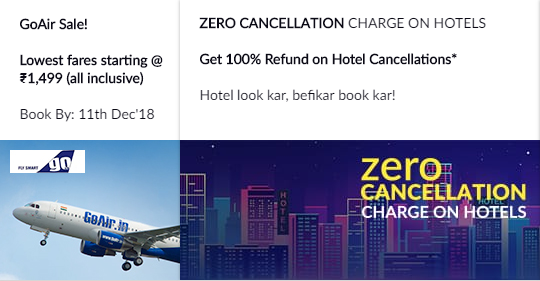 GoAir Sale!
Lowest fares starting @
₹1,499 (all inclusive)
Book By: 11th Dec'18
ZERO CANCELLATION CHARGE ON HOTELS
Get 100% Refund on Hotel Cancellations*
Hotel look kar, befikar book kar!
FLY SMART go
GoAir.in
zero
CANCELLATION
CHARGE ON HOTELS
HOTEL
HOTEL